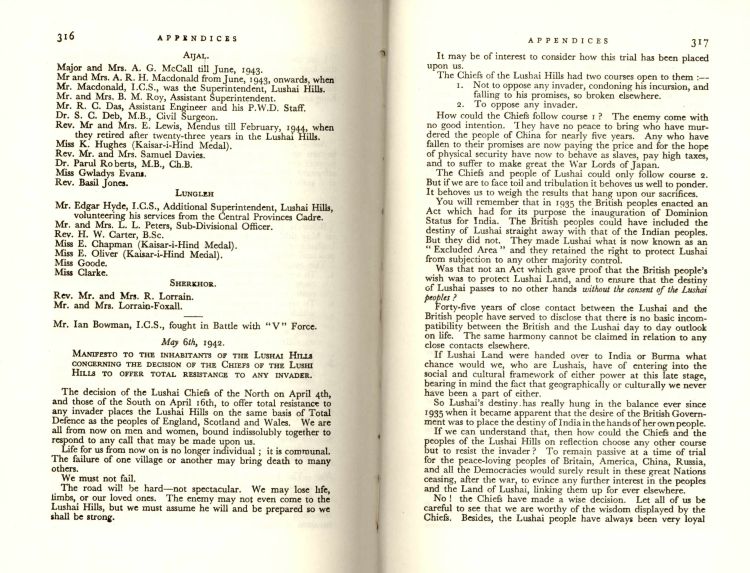 316
APPENDICES
AIJAL.
Major and Mrs. A. G. McCall till June, 1943.
Mr and Mrs. A. R. H. Macdonald from June, 1943, onwards, when
Mr. Macdonald, I.C.S., was the Superintendent, Lushai Hills.
Mr. and Mrs. B. M. Roy, Assistant Superintendent.
Mr. R. C. Das, Assistant Engineer and his P.W.D. Staff.
Dr. S. C. Deb, M.B., Civil Surgeon.
Rev. Mr and Mrs. E. Lewis, Mendus till February, 1944, when
they retired after twenty-three years in the Lushai Hills.
Miss K. Hughes (Kaisar-i-Hind Medal).
Rev. Mr. and Mrs. Samuel Davies.
Dr. Parul Roberts, M.B., Ch.B.
Miss Gwladys Evans.
Rev. Basil Jones.
LUNGLEH
Mr. Edgar Hyde, I.C.S., Additional Superintendent, Lushai Hills,
volunteering his services from the Central Provinces Cadre.
Mr. and Mrs. L. L. Peters, Sub-Divisional Officer.
Rev. H. W. Carter, B.Sc.
Miss E. Chapman (Kaisar-i-Hind Medal).
Miss E. Oliver (Kaisar-i-Hind Medal).
Miss Goode.
Miss Clarke.
SHERKHOR.
Rev. Mr. and Mrs. R. Lorrain.
Mr. and Mrs. Lorrain-Foxall.
Mr. Ian Bowman, I.C.S., fought in Battle with "V" Force.
May 6th, 1942.
MANIFESTO TO THE INHABITANTS OF THE LUSHAI HILLS
CONCERNING THE DECISION OF THE CHIEFS OF THE LUSHI
HILLS TO OFFER TOTAL RESISTANCE TO ANY INVADER.
The decision of the Lushai Chiefs of the North on April 4th,
and those of the South on April 16th, to offer total resistance to
any invader places the Lushai Hills on the same basis of Total
Defence as the peoples of England, Scotland and Wales. We are
all from now on men and women, bound indissolubly together to
respond to any call that may be made upon us.
Life for us from now on is no longer individual ; it is communal.
The failure of one village or another may bring death to many
others.
We must not fail.
The road will be hard—not spectacular. We may lose life,
limbs, or our loved ones. The enemy may not even come to the
Lushai Hills, but we must assume he will and be prepared so we
shall be strong.
APPENDICES
317
It may be of interest to consider how this trial has been placed
upon us.
The Chiefs of the Lushai Hills had two courses open to them :—
1. Not to oppose any invader, condoning his incursion, and
falling to his promises, so broken elsewhere.
2. To oppose any invader.
How could the Chiefs follow course 1 ? The enemy come with
no good intention. They have no peace to bring who have mur-
dered the people of China for nearly five years. Any who have
fallen to their promises are now paying the price and for the hope
of physical security have now to behave as slaves, pay high taxes,
and to suffer to make great the War Lords of Japan.
The Chiefs and people of Lushai could only follow course 2.
But if we are to face toil and tribulation it behoves us well to ponder.
It behoves us to weigh the results that hang upon our sacrifices.
You will remember that in 1935 the British peoples enacted an
Act which had for its purpose the inauguration of Dominion
Status for India. The British peoples could have included the
destiny of Lushai straight away with that of the Indian peoples.
But they did not. They made Lushai what is now known as an
" Excluded Area " and they retained the right to protect Lushai
from subjection to any other majority control.
Was that not an Act which gave proof that the British people's
wish was to protect Lushai Land, and to ensure that the destiny
of Lushai passes to no other hands without the consent of the Lushai
peoples ?
Forty-five years of close contact between the Lushai and the
British people have served to disclose that there is no basic incom-
patibility between the British and the Lushai day to day outlook
on life. The same harmony cannot be claimed in relation to any
close contacts elsewhere.
If Lushai Land were handed over to India or Burma what
chance would we, who are Lushais, have of entering into the
social and cultural framework of either power at this late stage,
bearing in mind the fact that geographically or culturally we never
have been a part of either.
So Lushai's destiny has really hung in the balance ever since
1935 when it became apparent that the desire of the British Govern-
ment was to place the destiny of India in the hands of her own people.
If we can understand that, then how could the Chiefs and the
peoples of the Lushai Hills on reflection choose any other course
but to resist the invader ? To remain passive at a time of trial
for the peace-loving peoples of Britain, America, China, Russia,
and all the Democracies would surely result in these great Nations
ceasing, after the war, to evince any further interest in the peoples
and the Land of Lushai, linking them up for ever elsewhere.
No ! the Chiefs have made a wise decision. Let all of us be
careful to see that we are worthy of the wisdom displayed by the
Chiefs. Besides, the Lushai people have always been very loyal